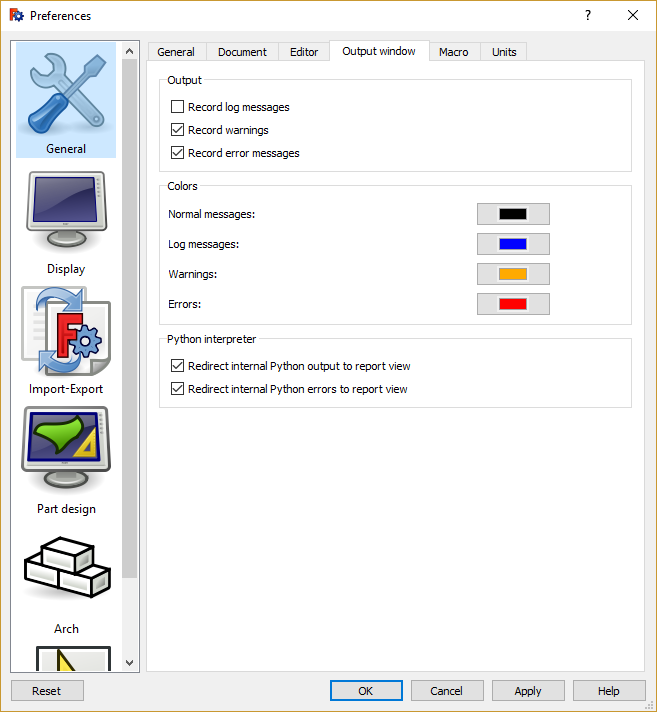 Preferences
General
Display
Import-Export
Part design
Arch
General Document Editor Output window Macro Units
Output
Record log messages
Record warnings
Record error messages
Colors
Normal messages:
Log messages:
Warnings:
Errors:
Python interpreter
Redirect internal Python output to report view
Redirect internal Python errors to report view
Reset OK Cancel Apply Help